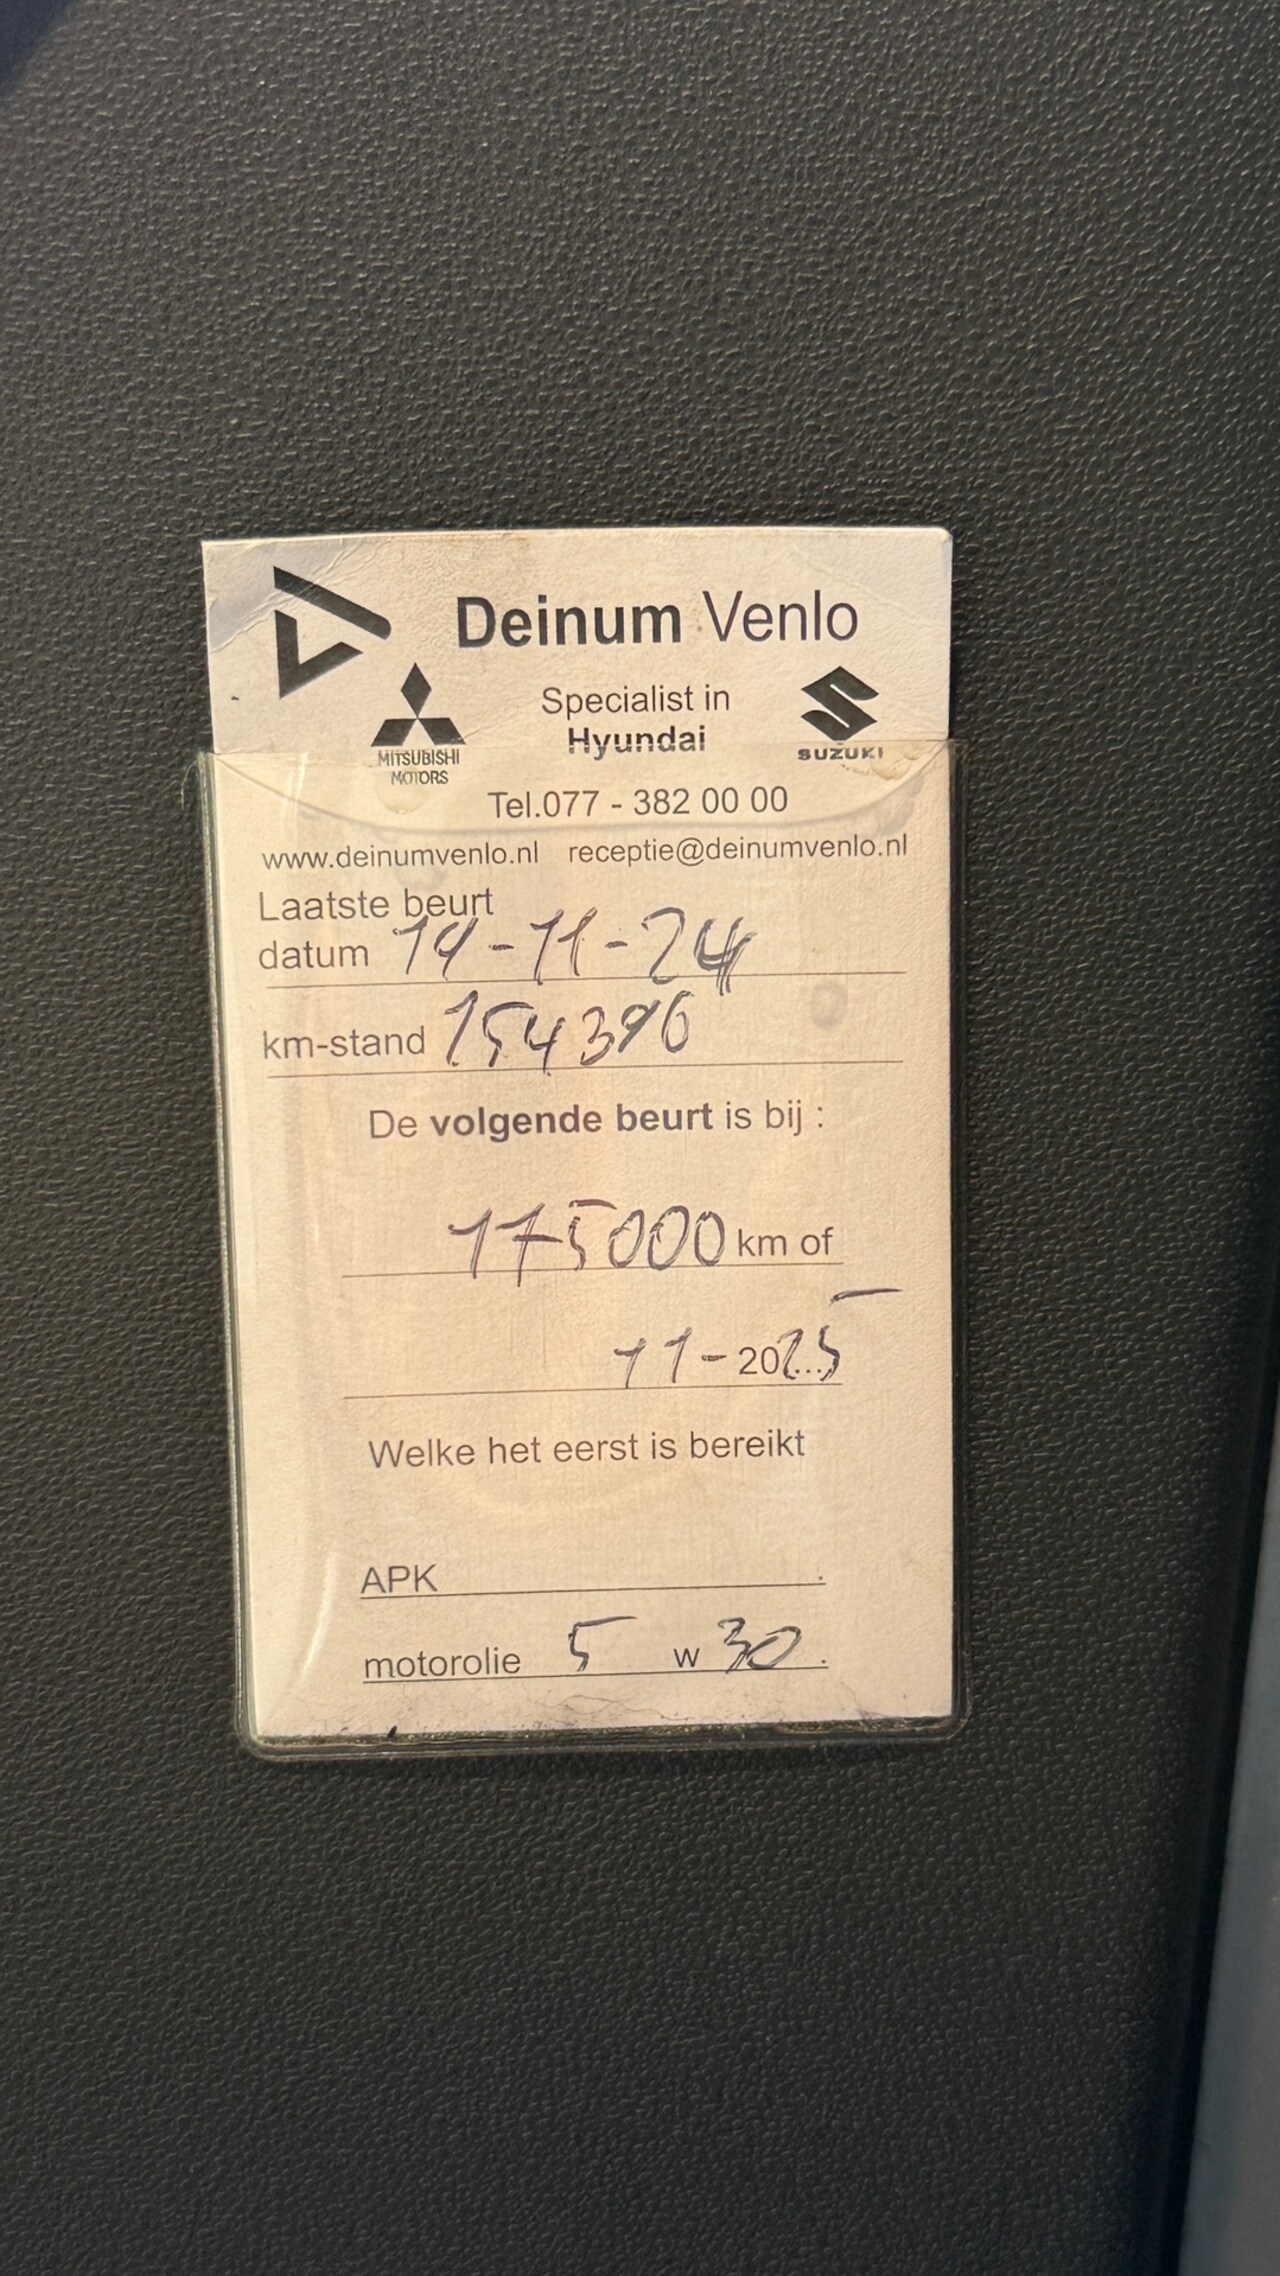 Deinum Venlo
Specialist in
Hyundai
MITSUBISHI
MOTORS
SUZUKI
Tel.077 - 382 00 00
www.deinumvenlo.nl receptie@deinumvenlo.nl
Laatste beurt
datum 14-11-24
km-stand 154396
De volgende beurt is bij :
175000 km of
11-2025
Welke het eerst is bereikt
APK
motorolie 5 w 30.